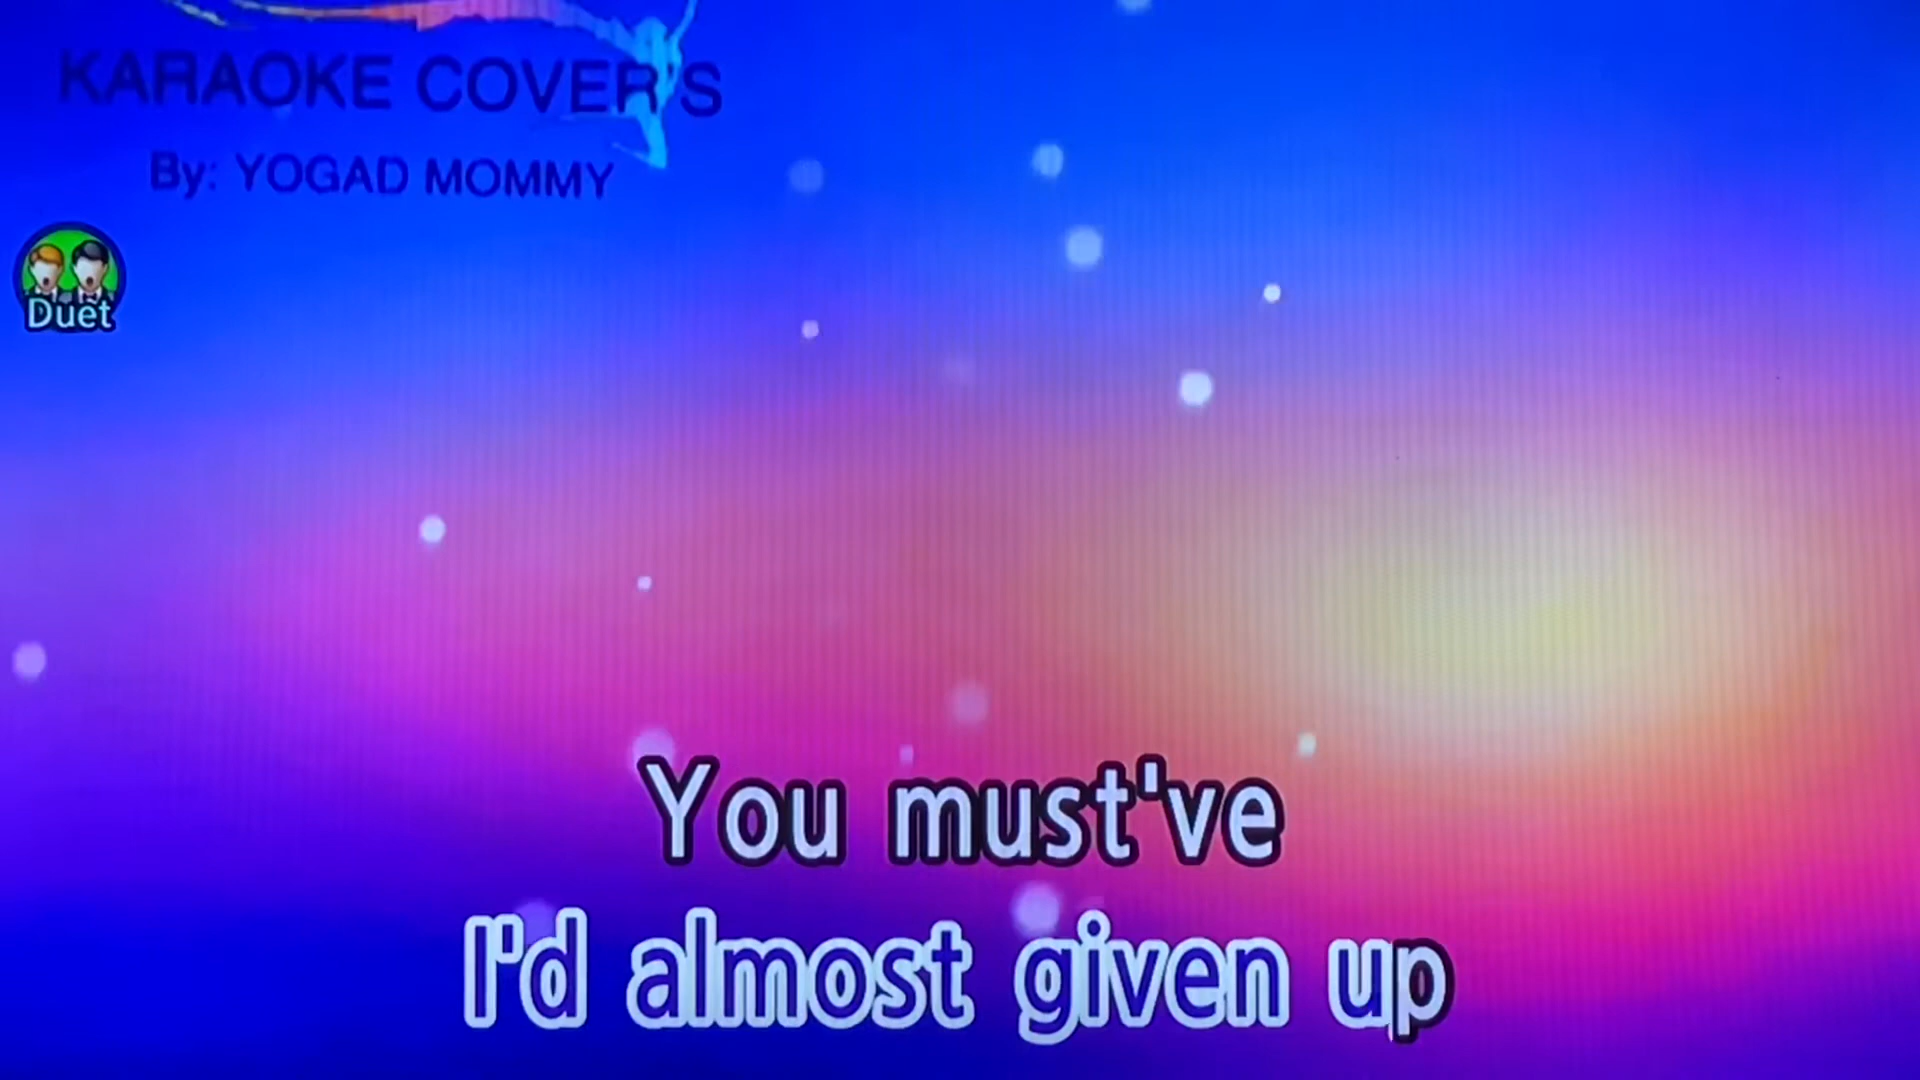 KARAOKE COVER'S
By: YOGAD MOMMY
Duet
You must've
I'd almost given up